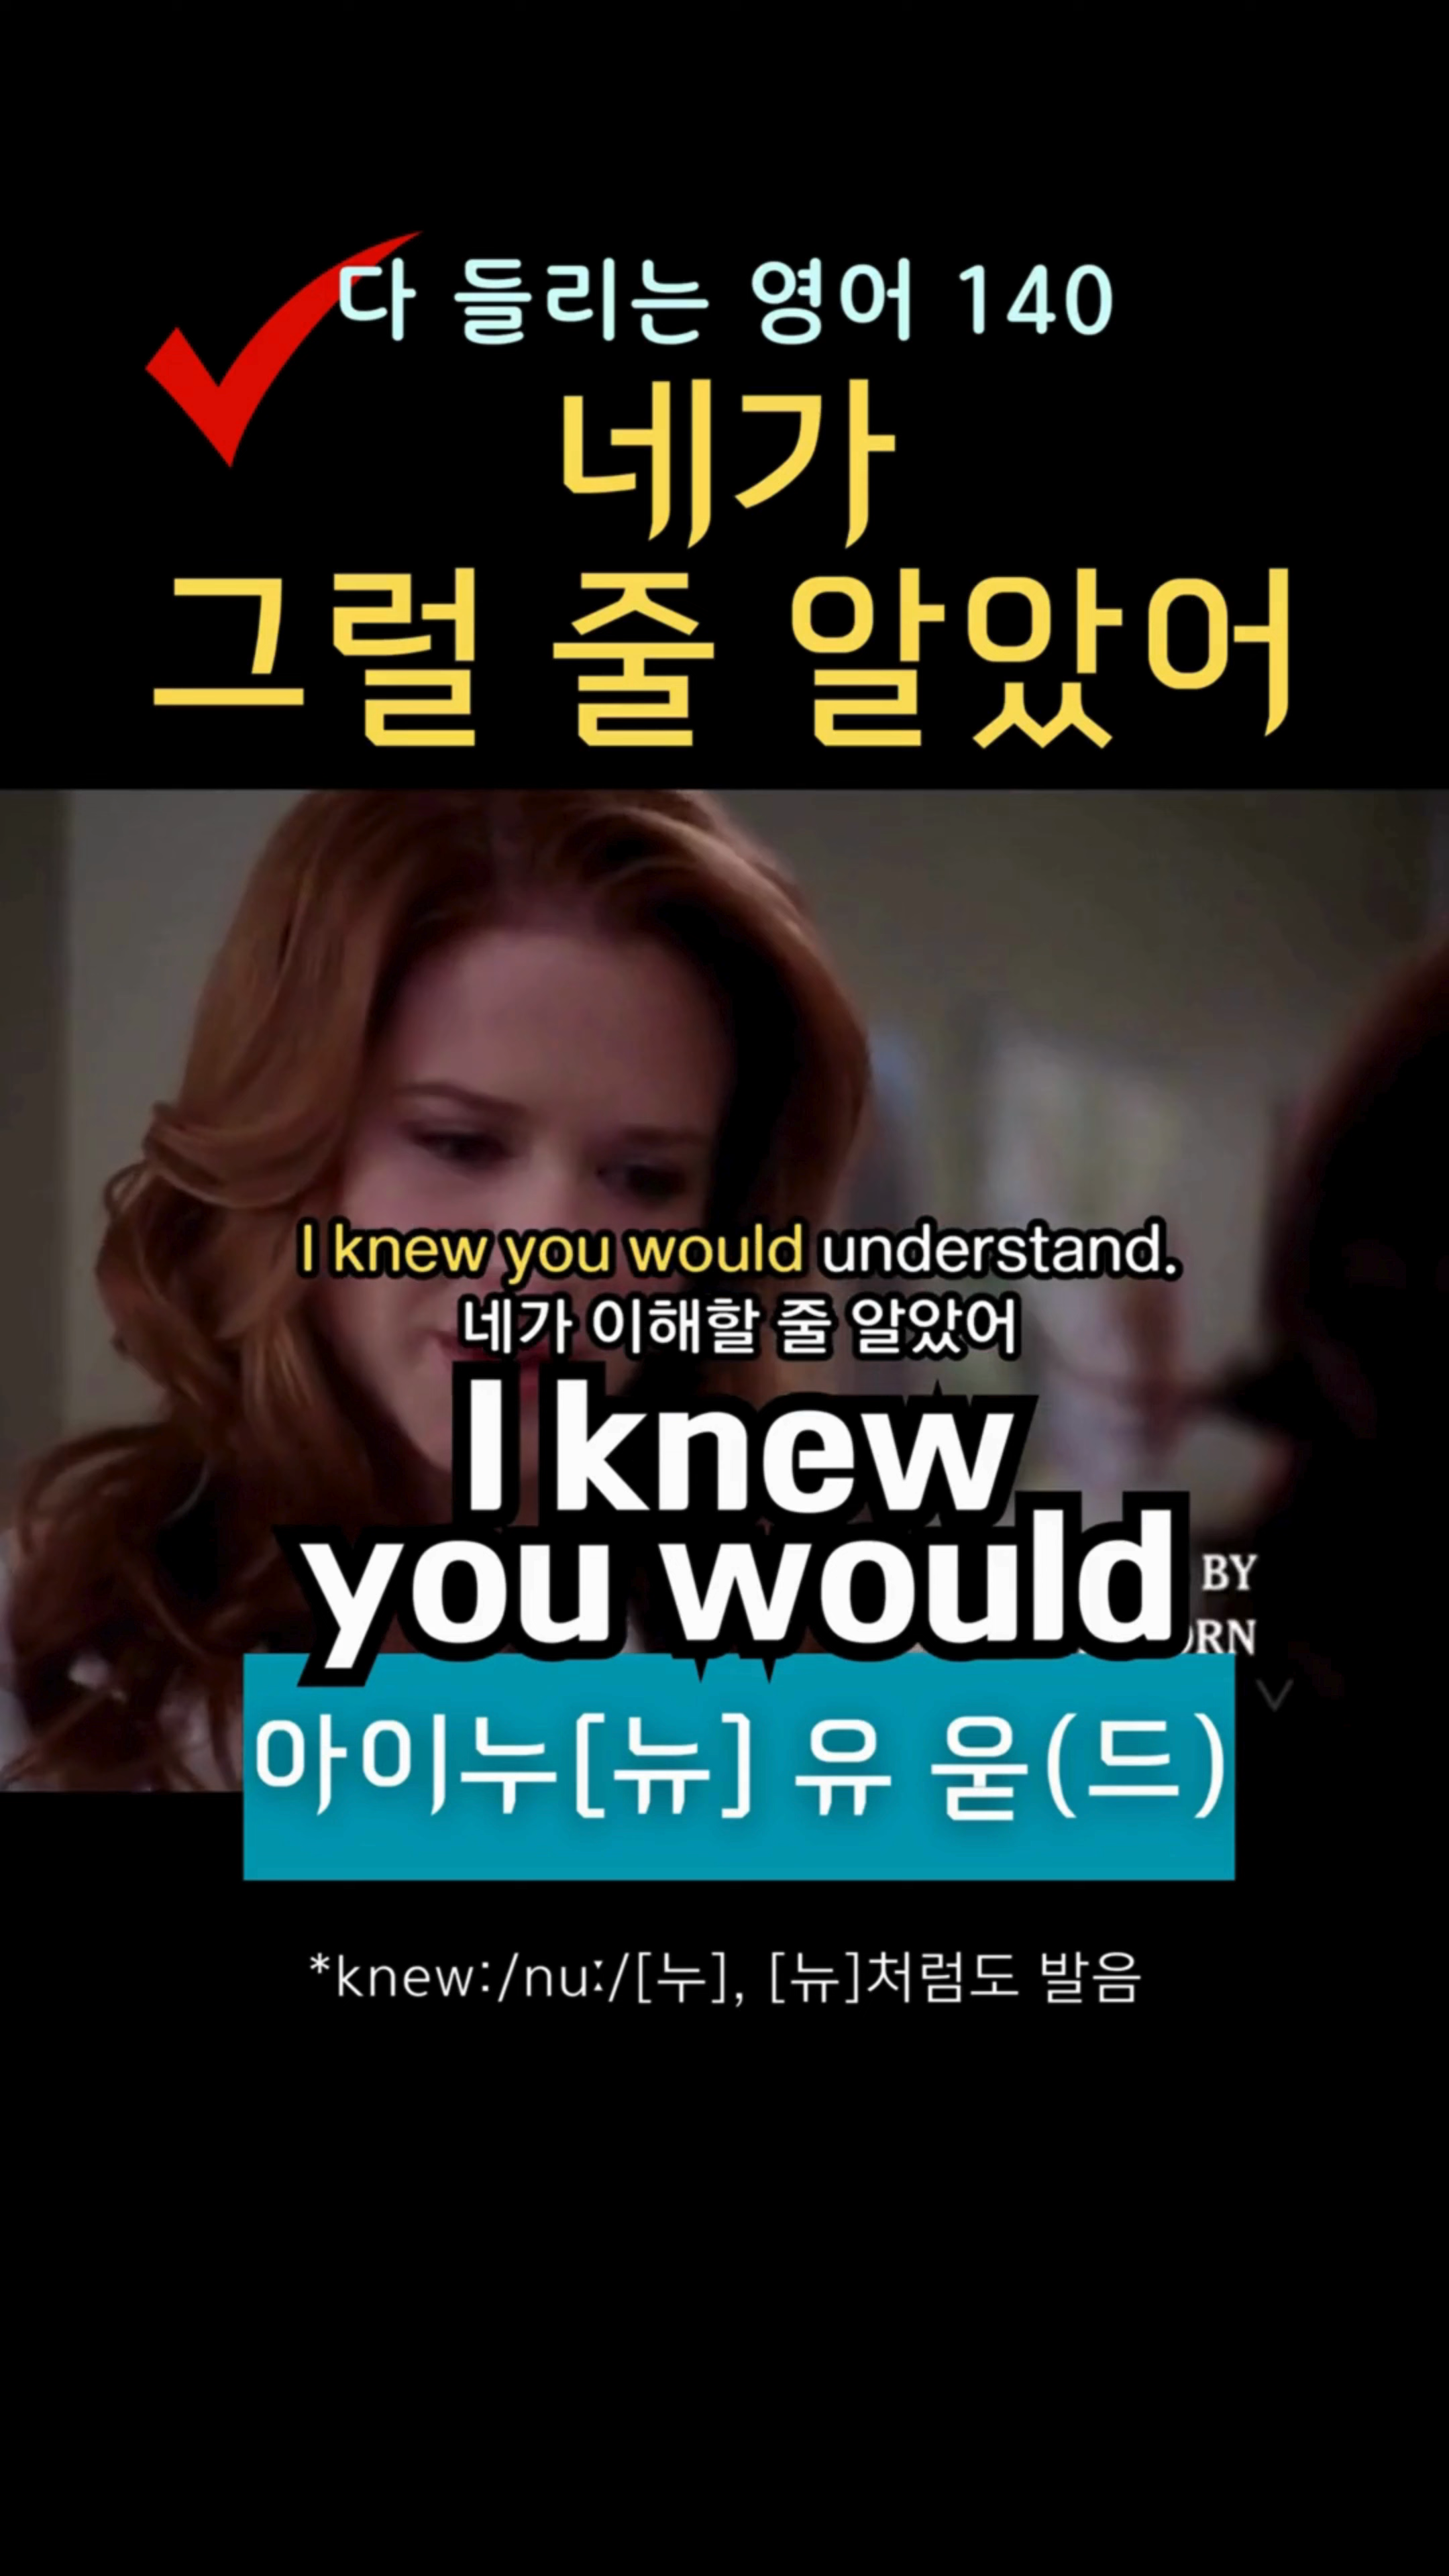 다 들리는 영어 140
네가
그럴 줄 알았어
I knew you would understand.
네가 이해할 줄 알았어
I knew
you would
BY
아이누[뉴] 유 욷(드)
*knew:/nuː/[누], [뉴]처럼도 발음